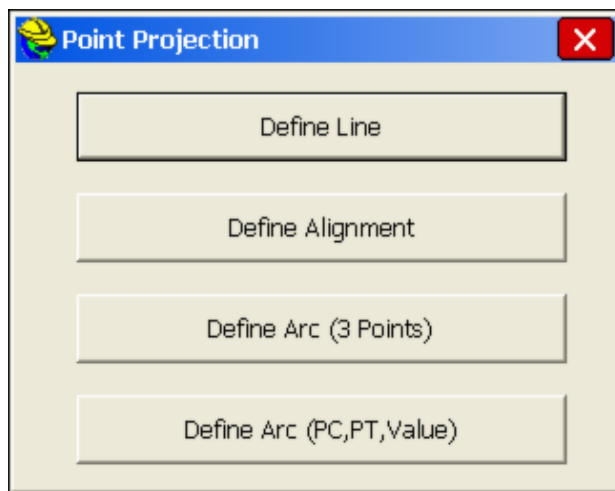 Point Projection
Define Line
Define Alignment
Define Arc (3 Points)
Define Arc (PC,PT,Value)